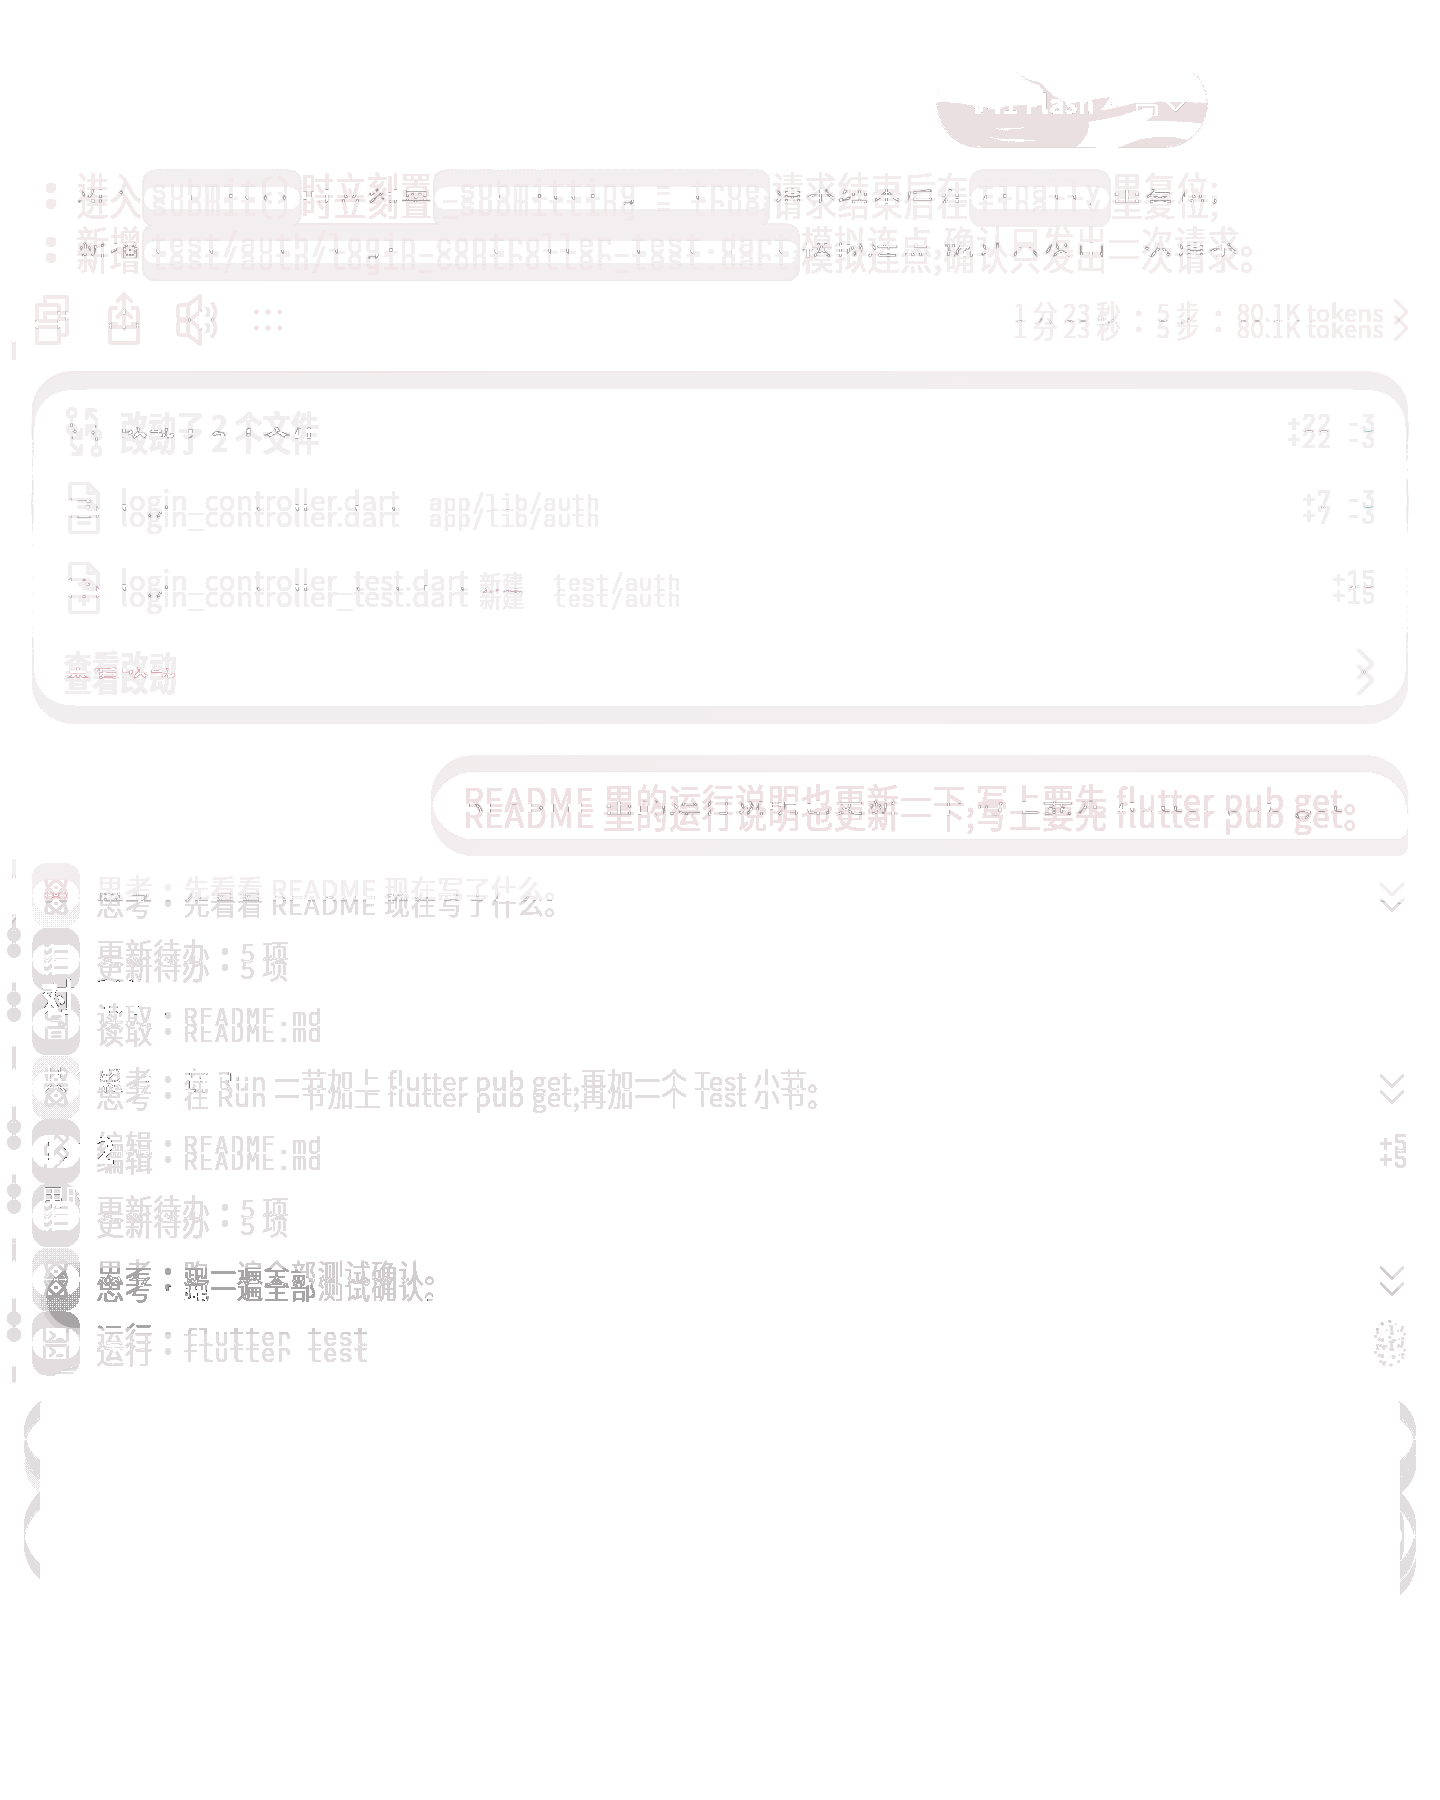 Flash 高
进入 submit() 时立刻置 _submitting = true,请求结束后在 finally 里复位;
新增 test/auth/login_controller_test.dart 模拟连点,确认只发出一次请求。
1 分 23 秒 · 5 步 · 80.1K tokens
改动了 2 个文件 +22 -3
login_controller.dart app/lib/auth +7 -3
login_controller_test.dart 新建 test/auth +15
查看改动
README 里的运行说明也更新一下,写上要先 flutter pub get。
思考:先看看 README 现在写了什么。
更新待办:5 项
读取:README.md
思考:在 Run 一节加上 flutter pub get,再加一个 Test 小节。
编辑:README.md +5
更新待办:5 项
思考:跑一遍全部测试确认。
运行:flutter test